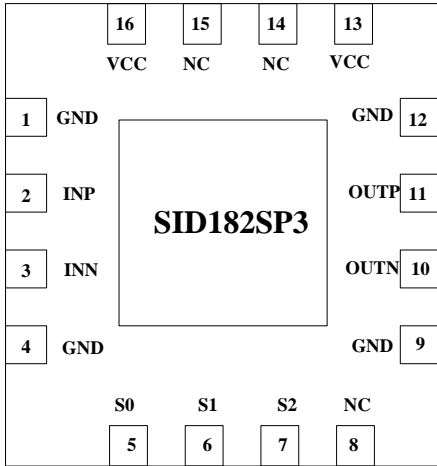 16 15 14 13
VCC NC NC VCC
1 GND GND 12
2 INP OUTP 11
SID182SP3
3 INN OUTN 10
4 GND GND 9
S0 S1 S2 NC
5 6 7 8